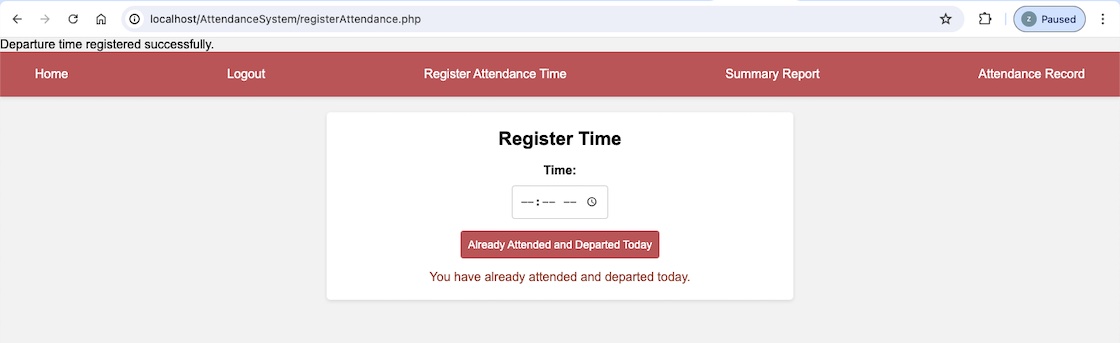 localhost/AttendanceSystem/registerAttendance.php
Z Paused
Departure time registered successfully.
Home Logout Register Attendance Time Summary Report Attendance Record
Register Time
Time:
--:-- --
Already Attended and Departed Today
You have already attended and departed today.